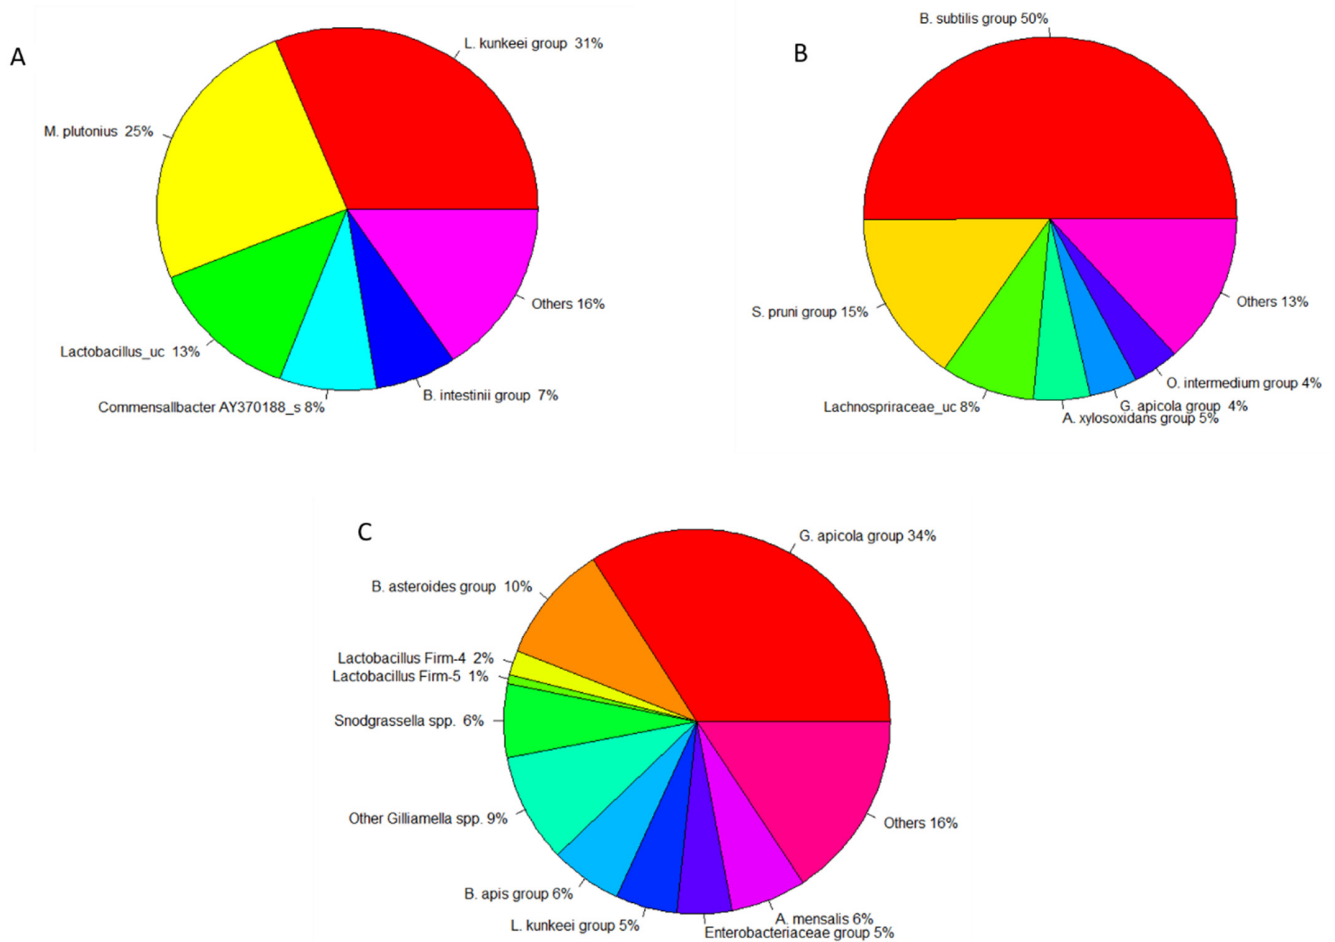 A
L. kunkeei group 31%
M. plutonius 25%
Lactobacillus_uc 13%
Commensallbacter AY370188_s 8%
B. intestinii group 7%
Others 16%
B
B. subtilis group 50%
S. pruni group 15%
Lachnospriraceae_uc 8%
A. xylosoxidans group 5%
G. apicola group 4%
O. intermedium group 4%
Others 13%
C
G. apicola group 34%
B. asteroides group 10%
Lactobacillus Firm-4 2%
Lactobacillus Firm-5 1%
Snodgrassella spp. 6%
Other Gilliamella spp. 9%
B. apis group 6%
L. kunkeei group 5%
Enterobacteriaceae group 5%
A. mensalis 6%
Others 16%